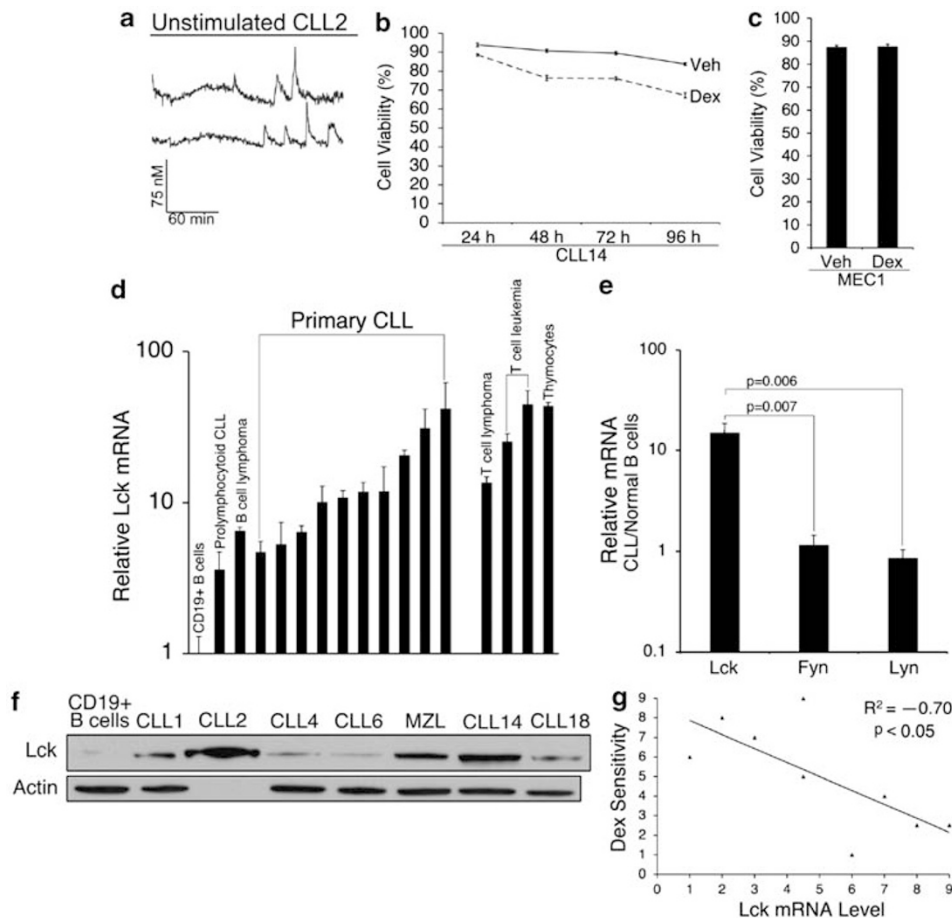 a
Unstimulated CLL2
75 nM
60 min
b
Cell Viability (%)
100
90
80
70
60
50
40
30
20
10
0
Veh
Dex
24 h 48 h 72 h 96 h
CLL14
c
Cell Viability (%)
100
90
80
70
60
50
40
30
20
10
0
Veh Dex
MEC1
d
Relative Lck mRNA
100
10
1
CD19+ B cells
Prolymphocytoid CLL
B cell lymphoma
Primary CLL
T cell lymphoma
T cell leukemia
Thymocytes
e
Relative mRNA
CLL/Normal B cells
100
10
1
0.1
p=0.006
p=0.007
Lck Fyn Lyn
f
CD19+
B cells CLL1 CLL2 CLL4 CLL6 MZL CLL14 CLL18
Lck
Actin
g
Dex Sensitivity
9
8
7
6
5
4
3
2
1
0
R² = −0.70
p < 0.05
0 1 2 3 4 5 6 7 8 9
Lck mRNA Level